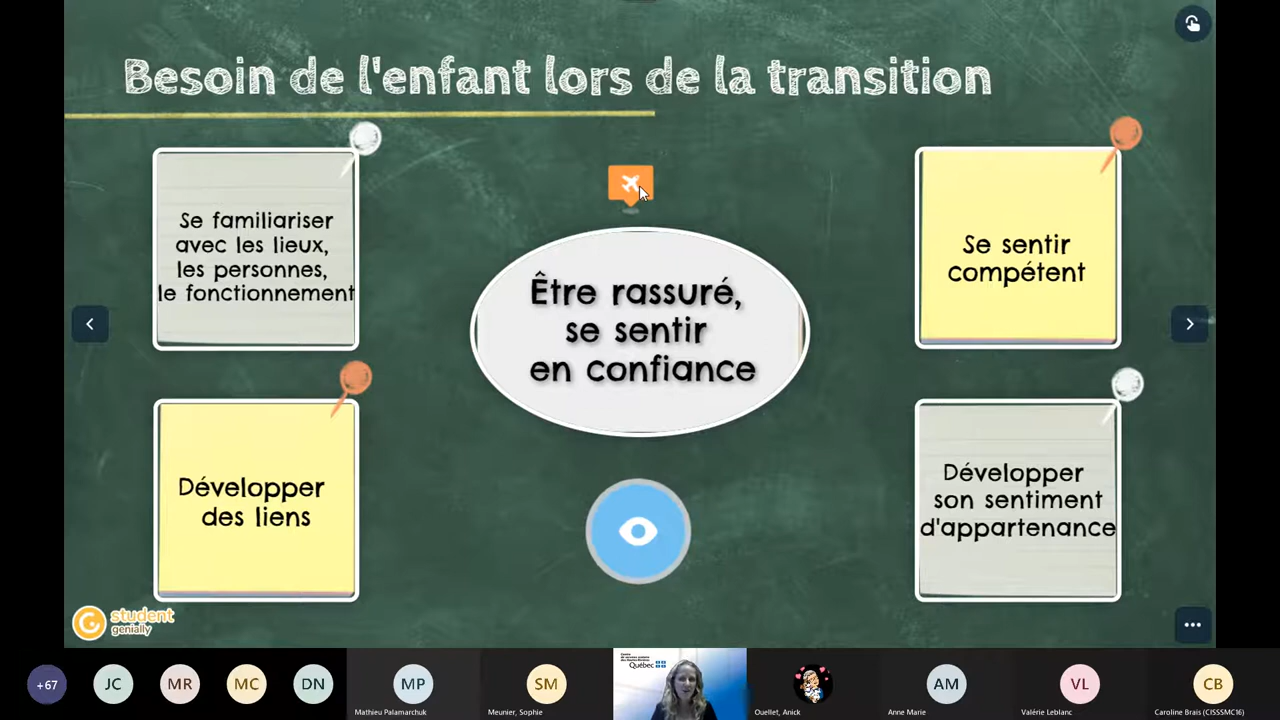 Besoin de l'enfant lors de la transition
Se familiariser
avec les lieux,
les personnes,
le fonctionnement
Être rassuré,
se sentir
en confiance
Se sentir
compétent
Développer
des liens
Développer
son sentiment
d'appartenance
student
genially
+67
JC
MR
MC
DN
MP
Mathieu Palamarchuk
SM
Meunier, Sophie
Québec
Ouellet, Anick
AM
Anne Marie
VL
Valérie Leblanc
CB
Caroline Brais (CISSSMC16)